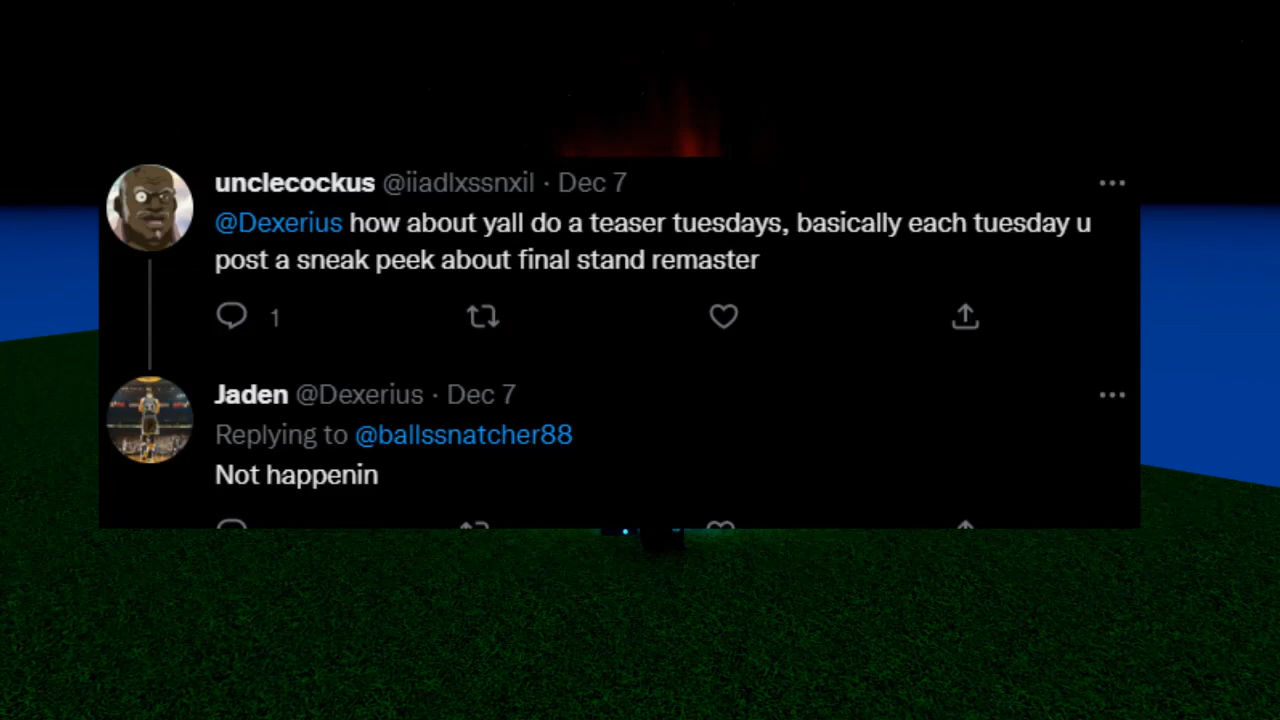 unclecockus @iiadlxssnxil · Dec 7
@Dexerius how about yall do a teaser tuesdays, basically each tuesday u
post a sneak peek about final stand remaster
1
Jaden @Dexerius · Dec 7
Replying to @ballssnatcher88
Not happenin